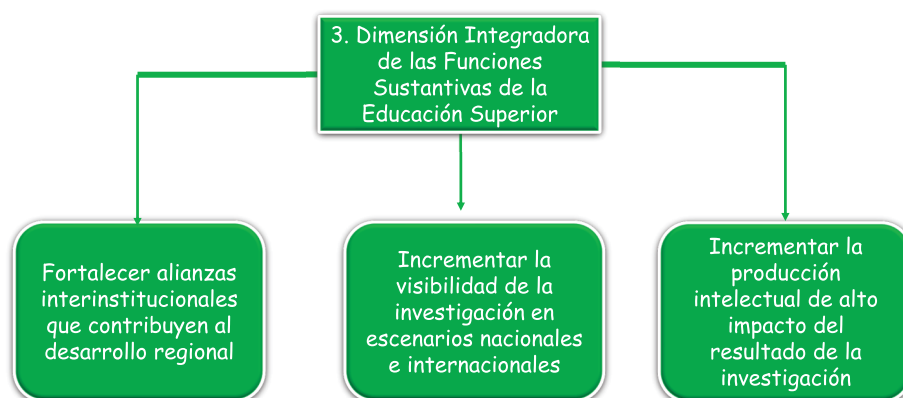 3. Dimensión Integradora
de las Funciones
Sustantivas de la
Educación Superior
Fortalecer alianzas
interinstitucionales
que contribuyen al
desarrollo regional
Incrementar la
visibilidad de la
investigación en
escenarios nacionales
e internacionales
Incrementar la
producción
intelectual de alto
impacto del
resultado de la
investigación